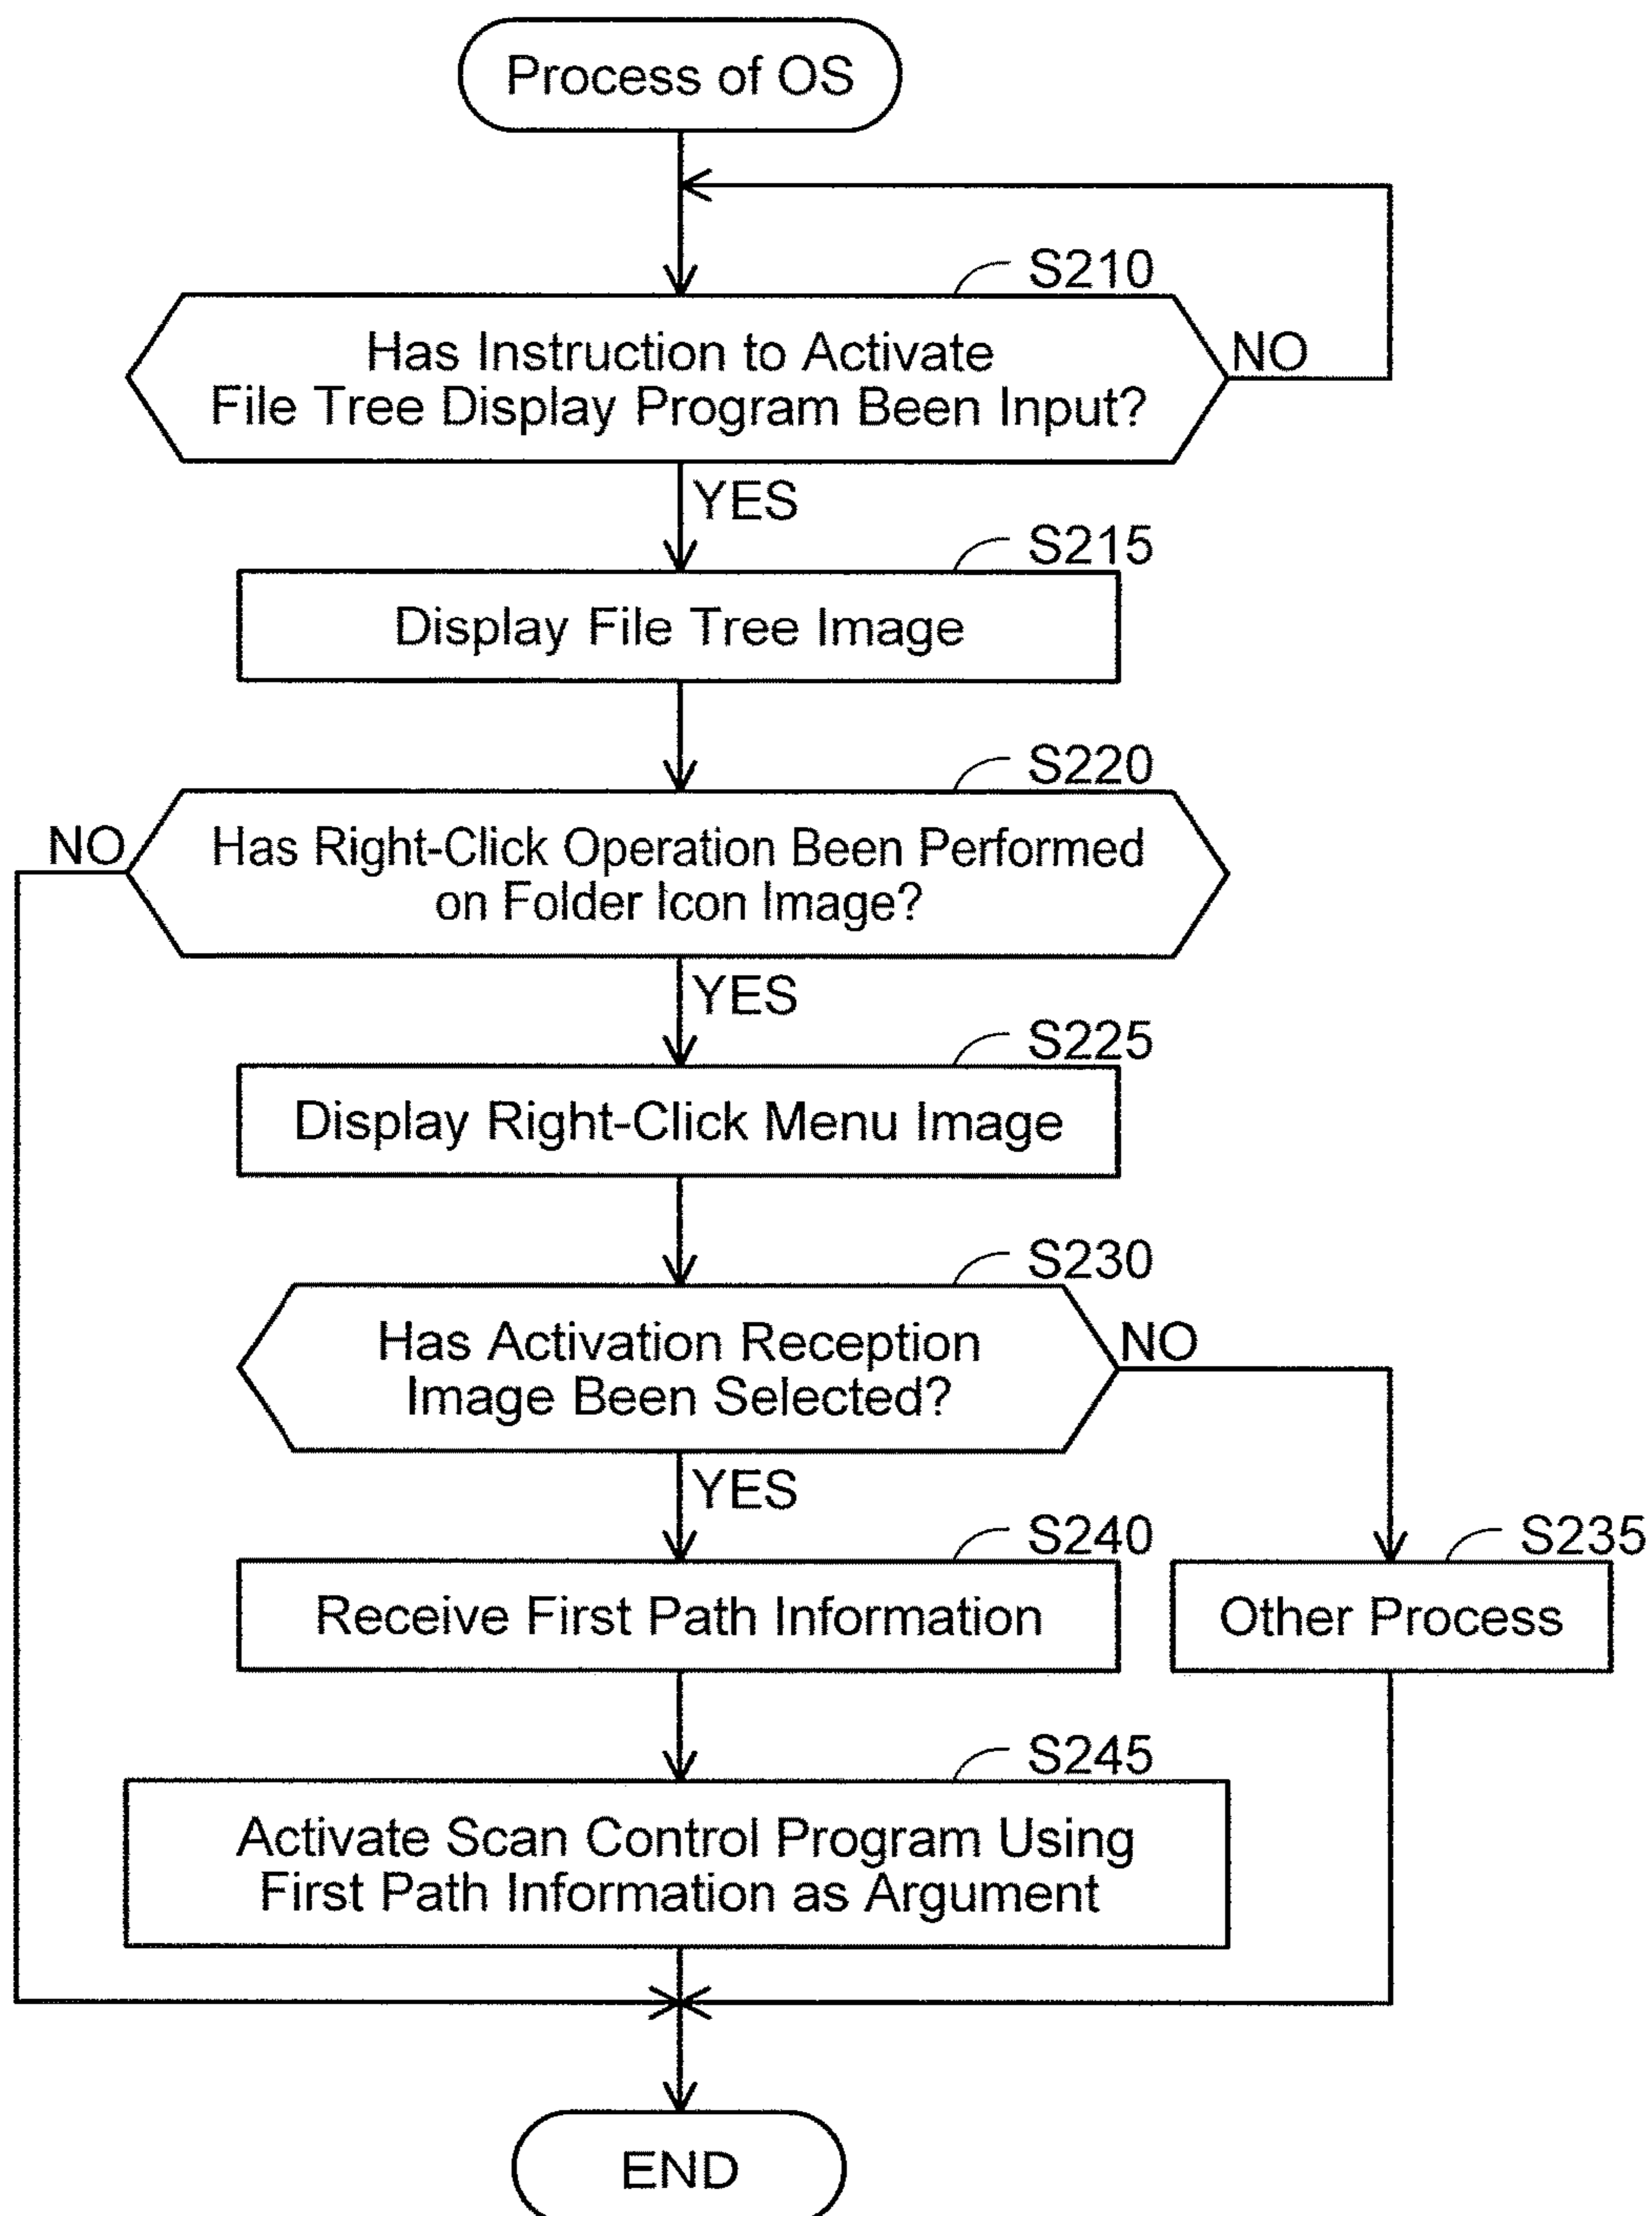 Process of OS
S210
Has Instruction to Activate
File Tree Display Program Been Input?
NO
YES
S215
Display File Tree Image
S220
NO
Has Right-Click Operation Been Performed
on Folder Icon Image?
YES
S225
Display Right-Click Menu Image
S230
Has Activation Reception
Image Been Selected?
NO
YES
S240
Receive First Path Information
S235
Other Process
S245
Activate Scan Control Program Using
First Path Information as Argument
END